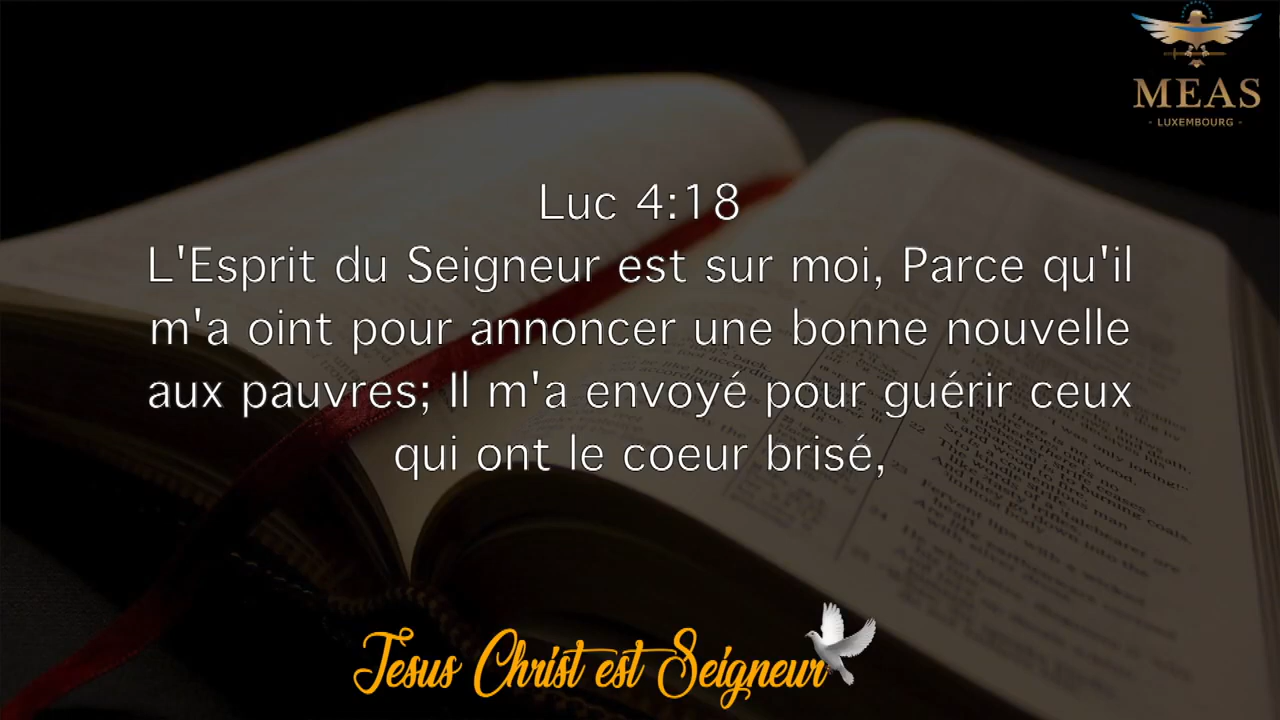 MEAS
- LUXEMBOURG -
Luc 4:18
L'Esprit du Seigneur est sur moi, Parce qu'il
m'a oint pour annoncer une bonne nouvelle
aux pauvres; Il m'a envoyé pour guérir ceux
qui ont le coeur brisé,
Jesus Christ est Seigneur